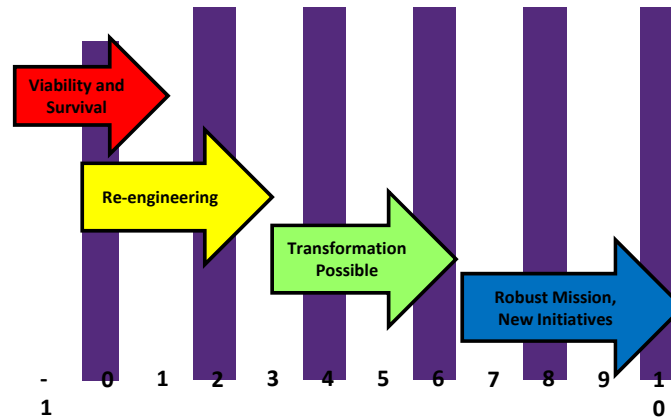 Viability and
Survival
Re-engineering
Transformation
Possible
Robust Mission,
New Initiatives
- 0 1 2 3 4 5 6 7 8 9 1
1 0